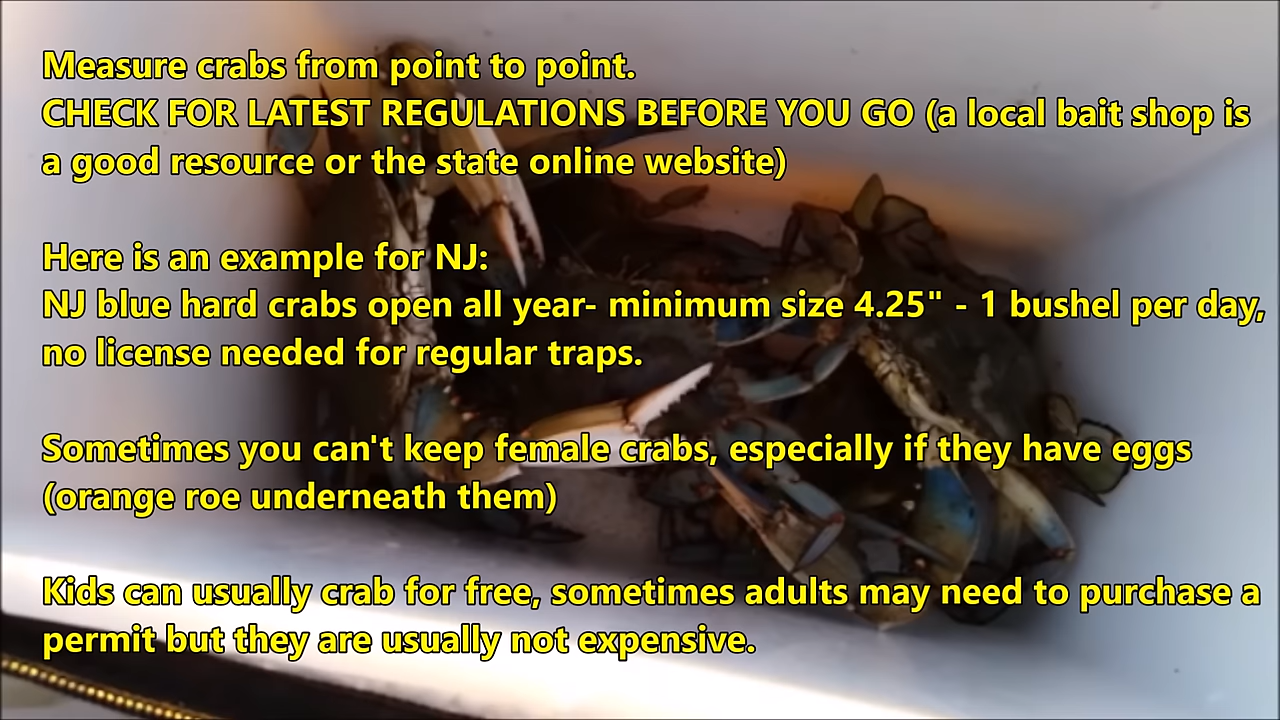 Measure crabs from point to point.
CHECK FOR LATEST REGULATIONS BEFORE YOU GO (a local bait shop is
a good resource or the state online website)
Here is an example for NJ:
NJ blue hard crabs open all year- minimum size 4.25" - 1 bushel per day,
no license needed for regular traps.
Sometimes you can't keep female crabs, especially if they have eggs
(orange roe underneath them)
Kids can usually crab for free, sometimes adults may need to purchase a
permit but they are usually not expensive.